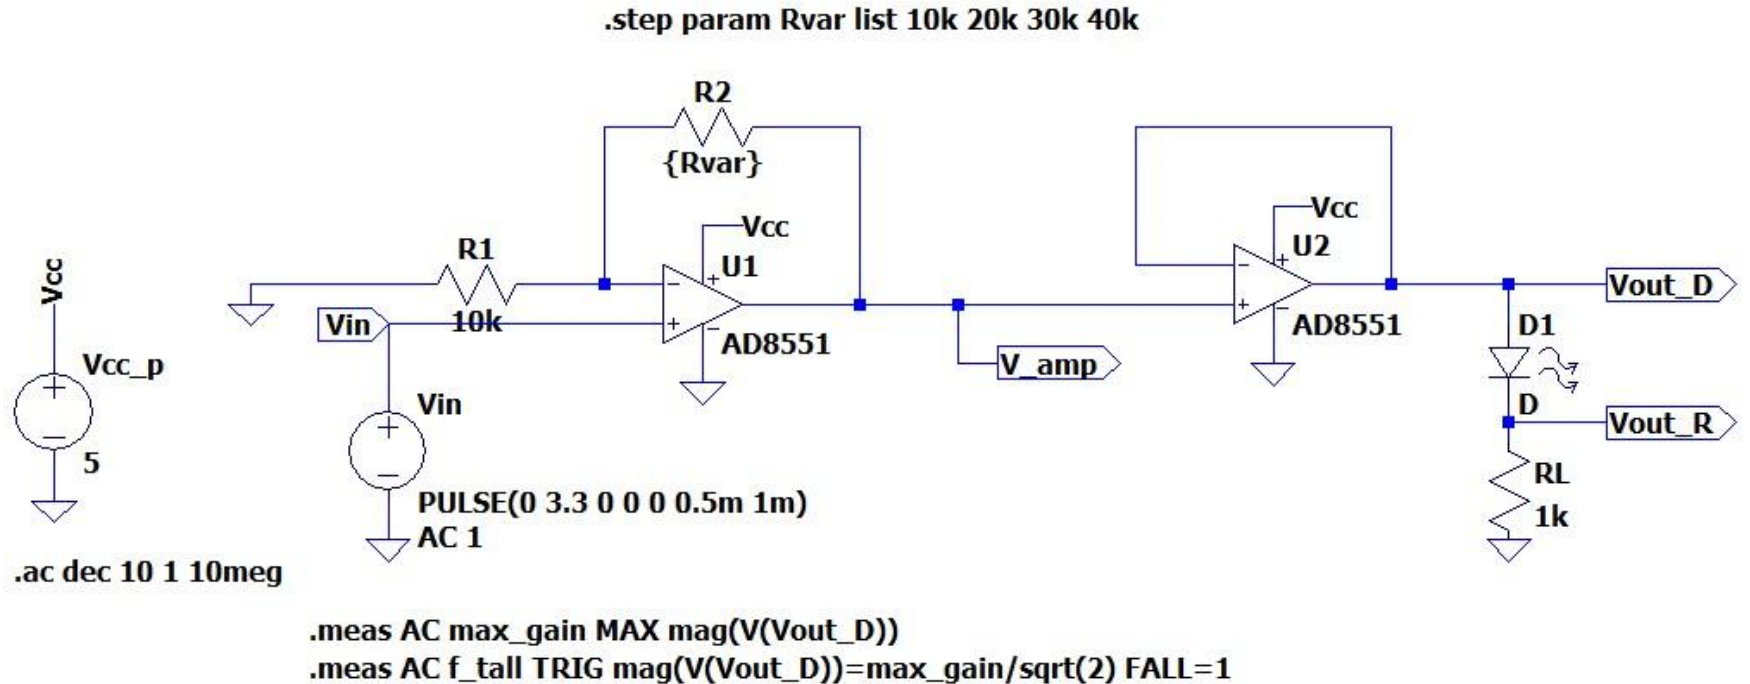 .step param Rvar list 10k 20k 30k 40k
R2
{Rvar}
Vcc
U1
AD8551
R1
10k
Vin
Vcc
Vcc_p
5
Vin
PULSE(0 3.3 0 0 0 0.5m 1m)
AC 1
V_amp
Vcc
U2
AD8551
Vout_D
D1
D
Vout_R
RL
1k
.ac dec 10 1 10meg
.meas AC max_gain MAX mag(V(Vout_D))
.meas AC f_tall TRIG mag(V(Vout_D))=max_gain/sqrt(2) FALL=1